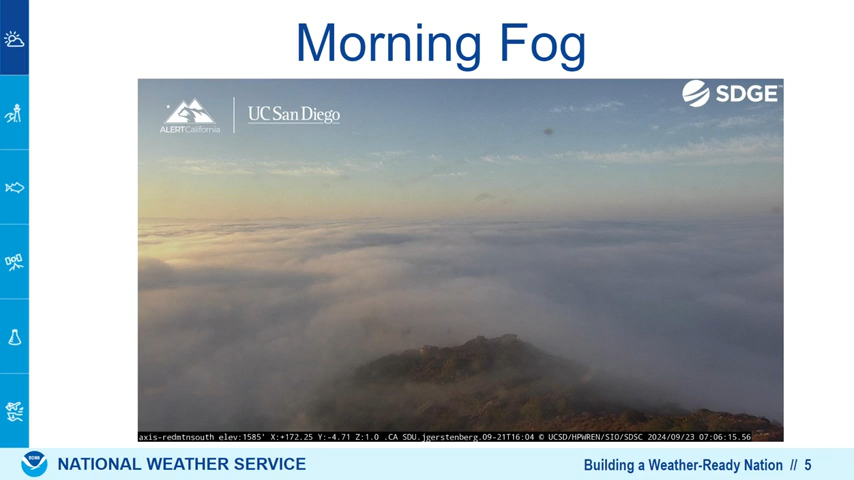 Morning Fog
ALERTCalifornia
UC San Diego
SDGE
axis-redmtnsouth elev:1585' X:+172.25 Y:-4.71 Z:1.0 .CA SDU.jgerstenberg.09-21T16:04 © UCSD/HPWREN/SIO/SDSC 2024/09/23 07:06:15.56
NOAA
NATIONAL WEATHER SERVICE
Building a Weather-Ready Nation // 5